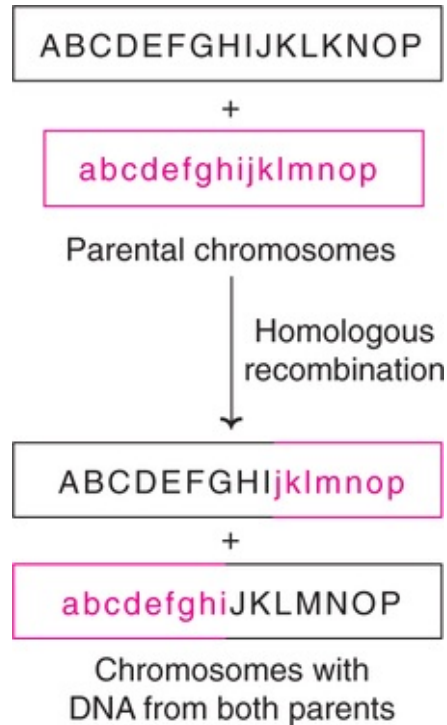 ABCDEFGHIJKLKNOP
+
abcdefghijklmnop
Parental chromosomes
Homologous
recombination
ABCDEFGHIjklmnop
+
abcdefghiJKLMNOP
Chromosomes with
DNA from both parents